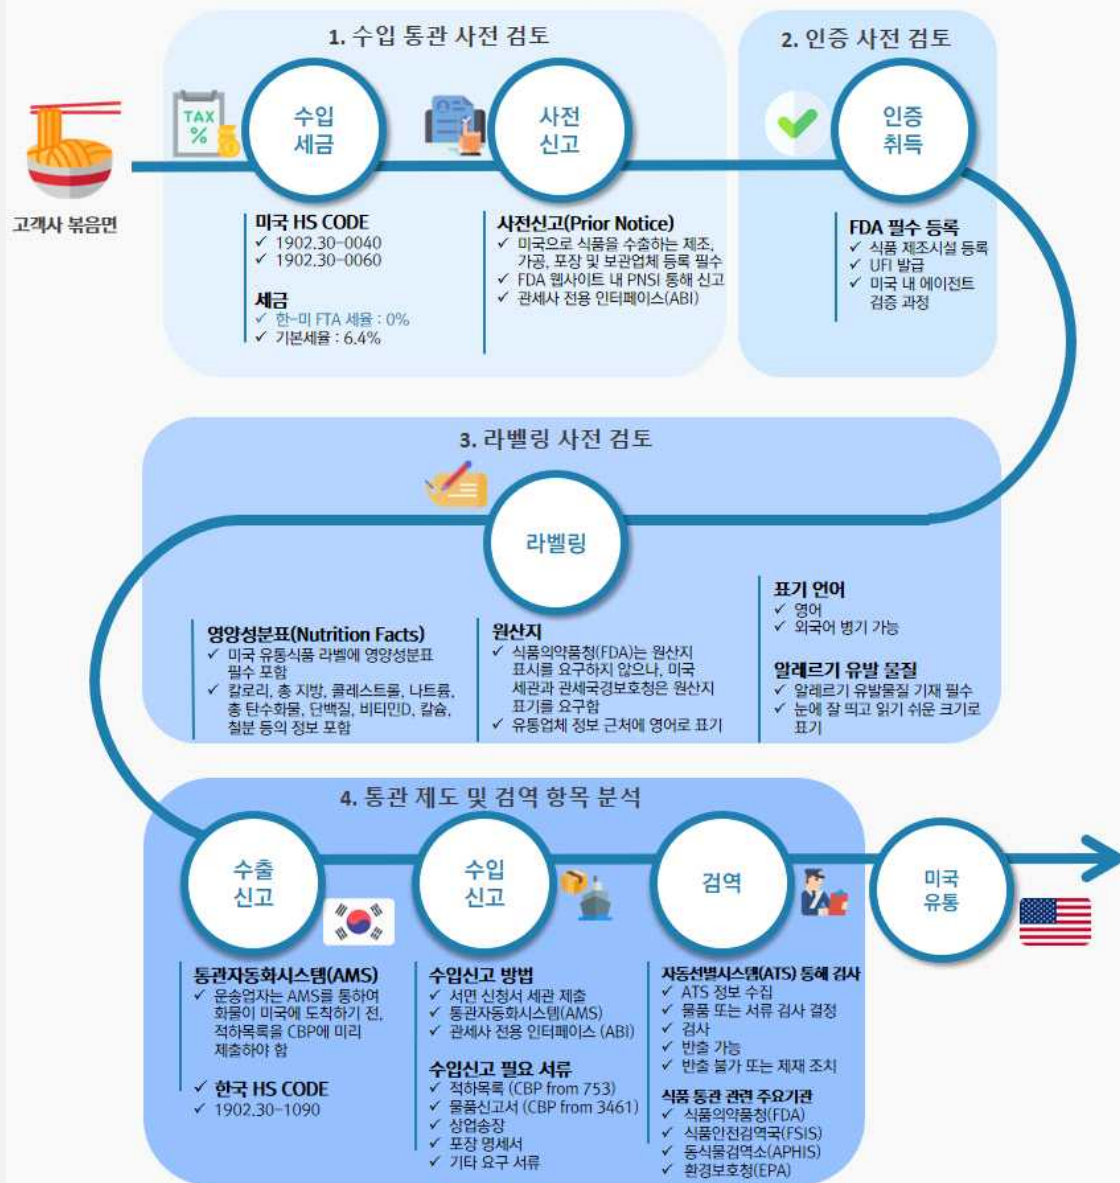 1. 수입 통관 사전 검토
2. 인증 사전 검토
TAX
%
수입
세금
사전
신고
인증
취득
고객사 볶음면
미국 HS CODE
✓ 1902.30-0040
✓ 1902.30-0060
세금
✓ 한-미 FTA 세율 : 0%
✓ 기본세율 : 6.4%
사전신고(Prior Notice)
✓ 미국으로 식품을 수출하는 제조,
가공, 포장 및 보관업체 등록 필수
✓ FDA 웹사이트 내 PNSI 통해 신고
✓ 관세사 전용 인터페이스(ABI)
FDA 필수 등록
✓ 식품 제조시설 등록
✓ UFI 발급
✓ 미국 내 에이전트
검증 과정
3. 라벨링 사전 검토
라벨링
영양성분표(Nutrition Facts)
✓ 미국 유통식품 라벨에 영양성분표
필수 포함
✓ 칼로리, 총 지방, 콜레스트롤, 나트륨,
총 탄수화물, 단백질, 비타민D, 칼슘,
철분 등의 정보 포함
원산지
✓ 식품의약품청(FDA)는 원산지
표시를 요구하지 않으나, 미국
세관과 관세국경보호청은 원산지
표기를 요구함
✓ 유통업체 정보 근처에 영어로 표기
표기 언어
✓ 영어
✓ 외국어 병기 가능
알레르기 유발 물질
✓ 알레르기 유발물질 기재 필수
✓ 눈에 잘 띄고 읽기 쉬운 크기로
표기
4. 통관 제도 및 검역 항목 분석
수출
신고
수입
신고
검역
미국
유통
통관자동화시스템(AMS)
✓ 운송업자는 AMS를 통하여
화물이 미국에 도착하기 전,
적하목록을 CBP에 미리
제출하야 함
✓ 한국 HS CODE
✓ 1902.30-1090
수입신고 방법
✓ 서면 신청서 세관 제출
✓ 통관자동화시스템(AMS)
✓ 관세사 전용 인터페이스 (ABI)
수입신고 필요 서류
✓ 적하목록 (CBP from 753)
✓ 물품신고서 (CBP from 3461)
✓ 상업송장
✓ 포장 명세서
✓ 기타 요구 서류
자동선별시스템(ATS) 통해 검사
✓ ATS 정보 수집
✓ 물품 또는 서류 검사 결정
✓ 검사
✓ 반출 가능
✓ 반출 불가 또는 제재 조치
식품 통관 관련 주요기관
✓ 식품의약품청(FDA)
✓ 식품안전검역국(FSIS)
✓ 동식물검역소(APHIS)
✓ 환경보호청(EPA)